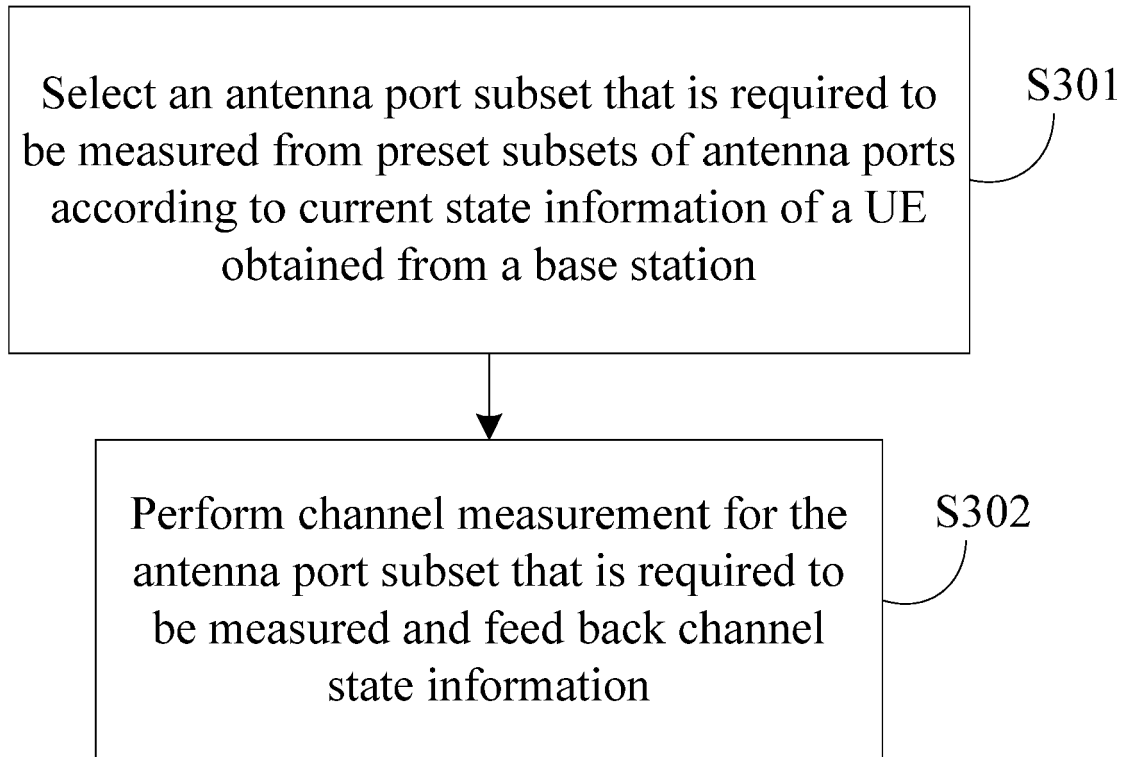 Select an antenna port subset that is required to
be measured from preset subsets of antenna ports
according to current state information of a UE
obtained from a base station
S301
Perform channel measurement for the
antenna port subset that is required to
be measured and feed back channel
state information
S302